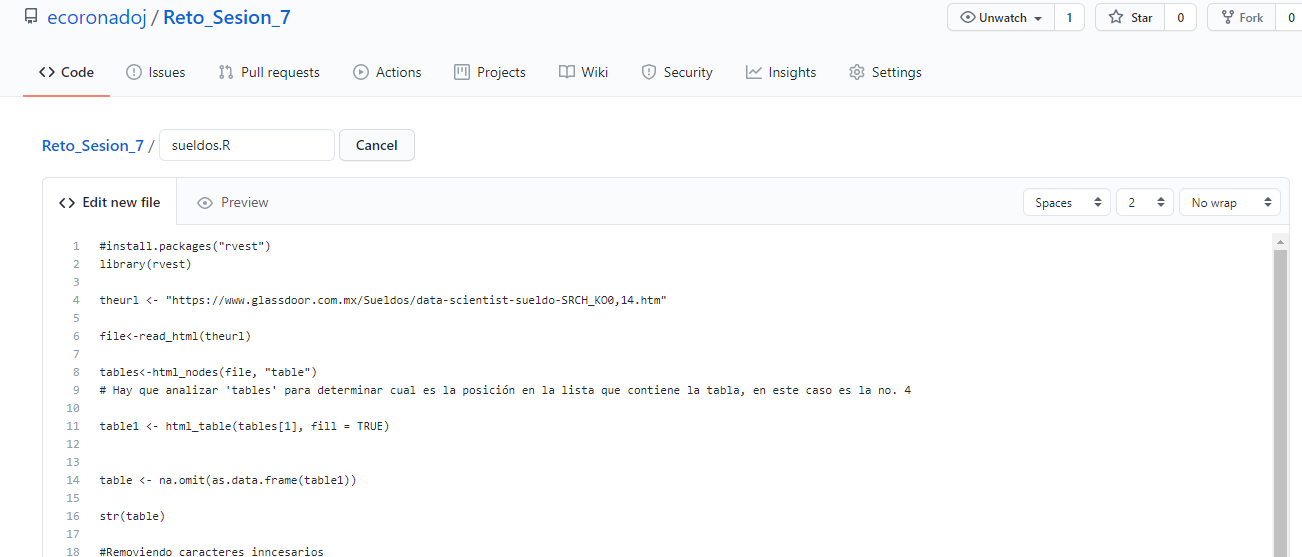 ecoronadoj / Reto_Sesion_7
Unwatch 1 Star 0 Fork 0
Code Issues Pull requests Actions Projects Wiki Security Insights Settings
Reto_Sesion_7 / sueldos.R Cancel
Edit new file Preview Spaces 2 No wrap
1 #install.packages("rvest")
2 library(rvest)
3
4 theurl <- "https://www.glassdoor.com.mx/Sueldos/data-scientist-sueldo-SRCH_KO0,14.htm"
5
6 file<-read_html(theurl)
7
8 tables<-html_nodes(file, "table")
9 # Hay que analizar 'tables' para determinar cual es la posición en la lista que contiene la tabla, en este caso es la no. 4
10
11 table1 <- html_table(tables[1], fill = TRUE)
12
13
14 table <- na.omit(as.data.frame(table1))
15
16 str(table)
17
18 #Removiendo caracteres inncesarios